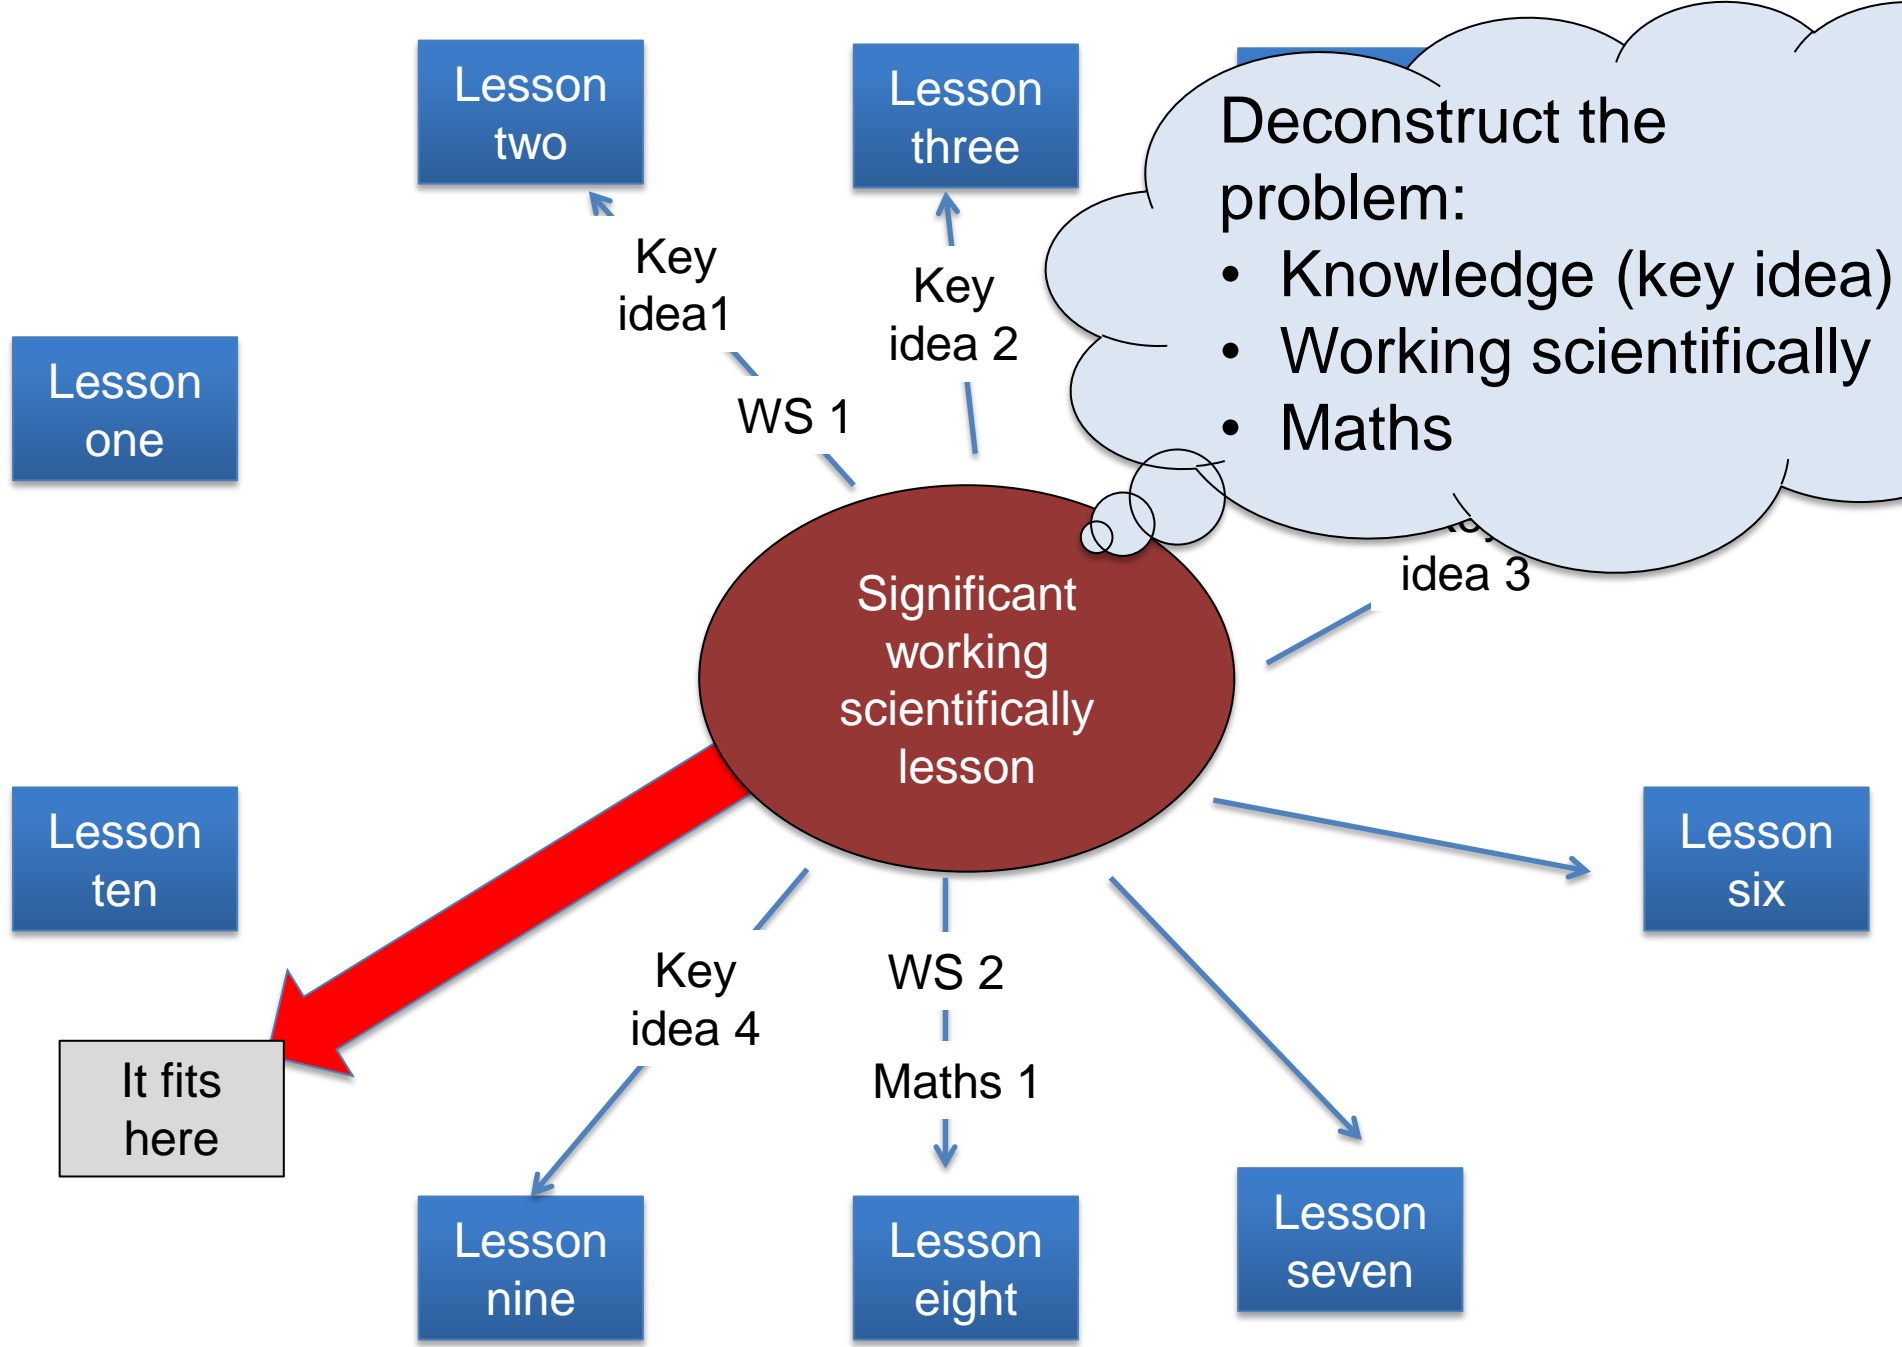 Lesson
two
Lesson
three
Deconstruct the
problem:
• Knowledge (key idea)
• Working scientifically
• Maths
Key
idea1
Key
idea 2
WS 1
Lesson
one
idea 3
Significant
working
scientifically
lesson
Lesson
ten
Lesson
six
Key
idea 4
WS 2
Maths 1
It fits
here
Lesson
nine
Lesson
eight
Lesson
seven